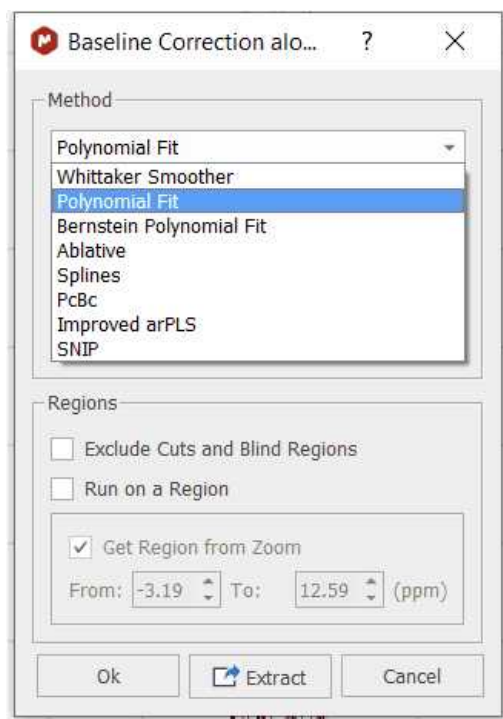 Baseline Correction alo... ?
Method
Polynomial Fit
Whittaker Smoother
Polynomial Fit
Bernstein Polynomial Fit
Ablative
Splines
PcBc
Improved arPLS
SNIP
Regions
Exclude Cuts and Blind Regions
Run on a Region
Get Region from Zoom
From: -3.19 To: 12.59 (ppm)
Ok Extract Cancel